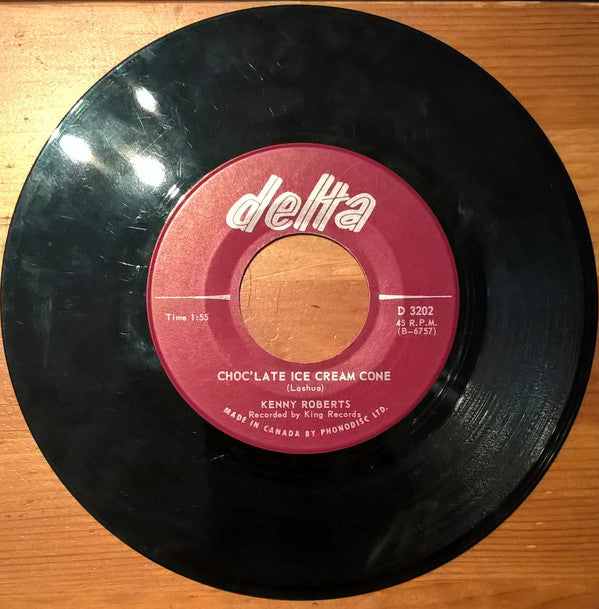 delta
Time 1:55
D 3202
45 R.P.M.
(B-6757)
CHOC'LATE ICE CREAM CONE
(Lashua)
KENNY ROBERTS
Recorded by King Records
MADE IN CANADA BY PHONODISC LTD.